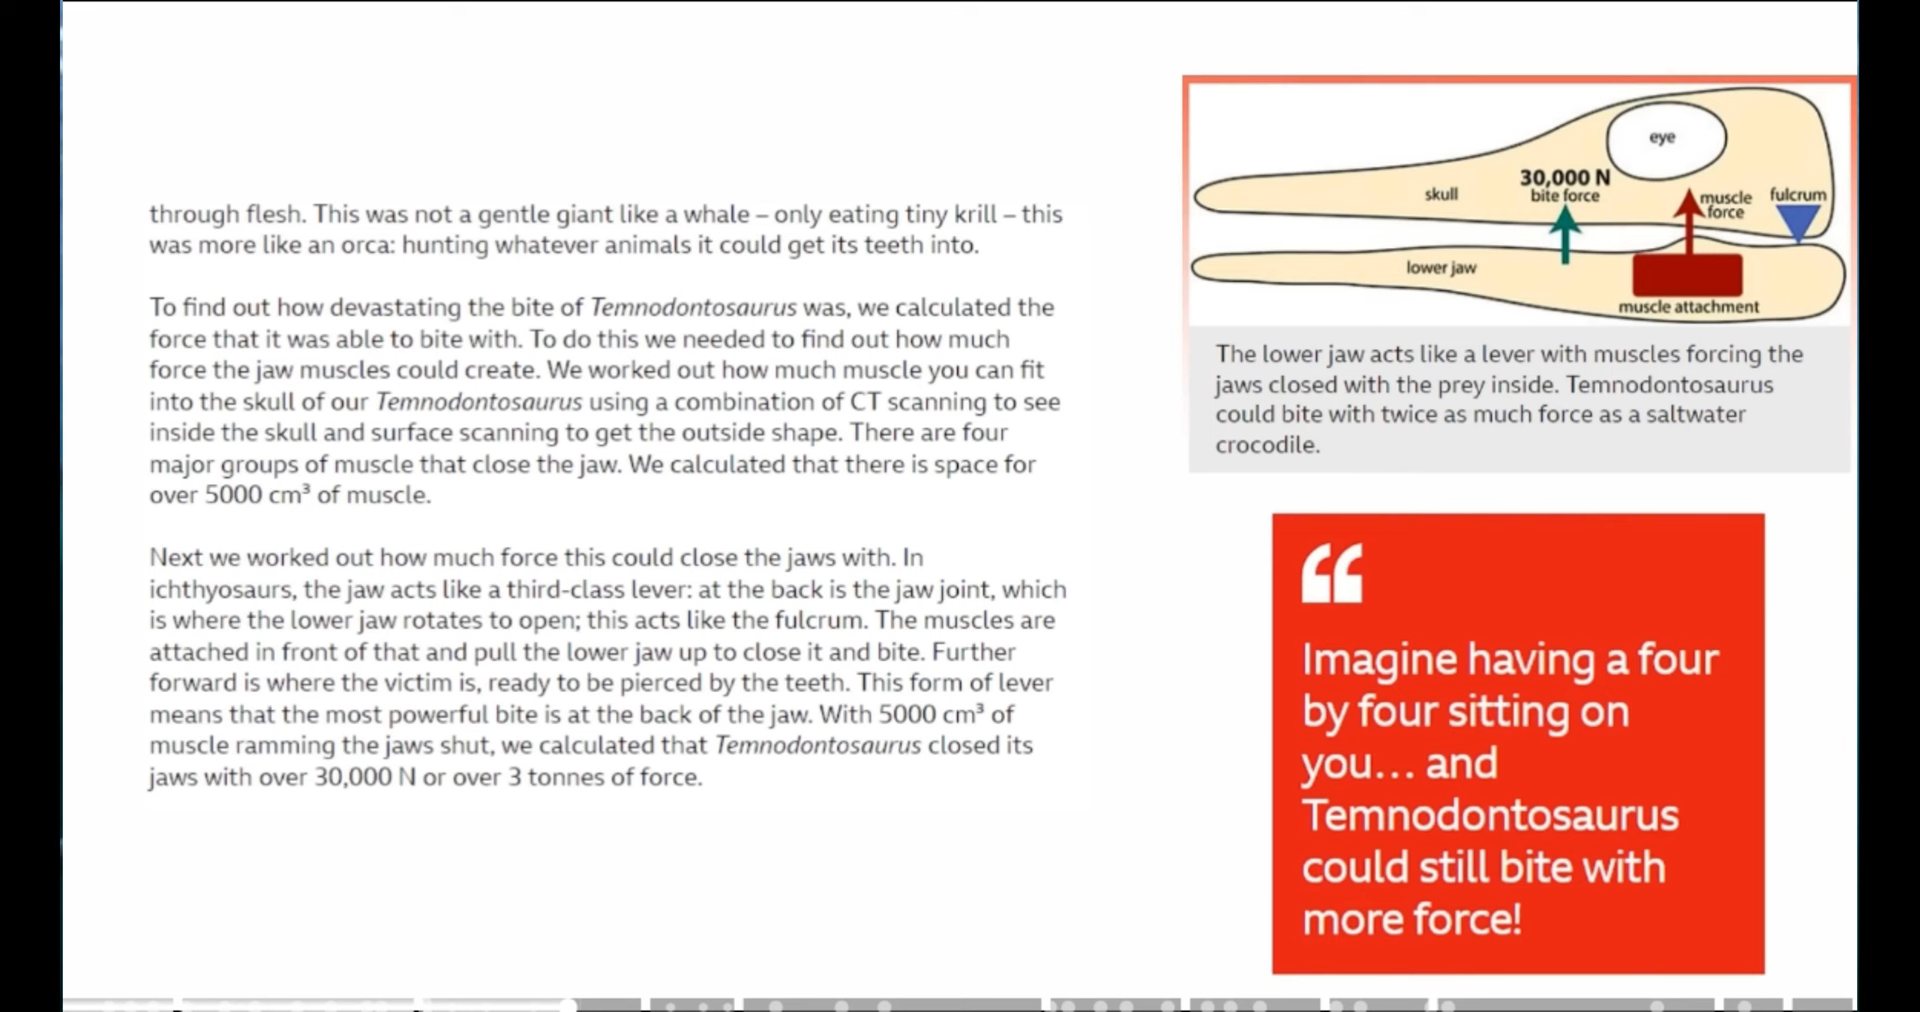 through flesh. This was not a gentle giant like a whale – only eating tiny krill – this
was more like an orca: hunting whatever animals it could get its teeth into.
To find out how devastating the bite of Temnodontosaurus was, we calculated the
force that it was able to bite with. To do this we needed to find out how much
force the jaw muscles could create. We worked out how much muscle you can fit
into the skull of our Temnodontosaurus using a combination of CT scanning to see
inside the skull and surface scanning to get the outside shape. There are four
major groups of muscle that close the jaw. We calculated that there is space for
over 5000 cm³ of muscle.
Next we worked out how much force this could close the jaws with. In
ichthyosaurs, the jaw acts like a third-class lever: at the back is the jaw joint, which
is where the lower jaw rotates to open; this acts like the fulcrum. The muscles are
attached in front of that and pull the lower jaw up to close it and bite. Further
forward is where the victim is, ready to be pierced by the teeth. This form of lever
means that the most powerful bite is at the back of the jaw. With 5000 cm³ of
muscle ramming the jaws shut, we calculated that Temnodontosaurus closed its
jaws with over 30,000 N or over 3 tonnes of force.
eye
30,000 N
bite force
skull
muscle
force
fulcrum
lower jaw
muscle attachment
The lower jaw acts like a lever with muscles forcing the
jaws closed with the prey inside. Temnodontosaurus
could bite with twice as much force as a saltwater
crocodile.
“
Imagine having a four
by four sitting on
you... and
Temnodontosaurus
could still bite with
more force!